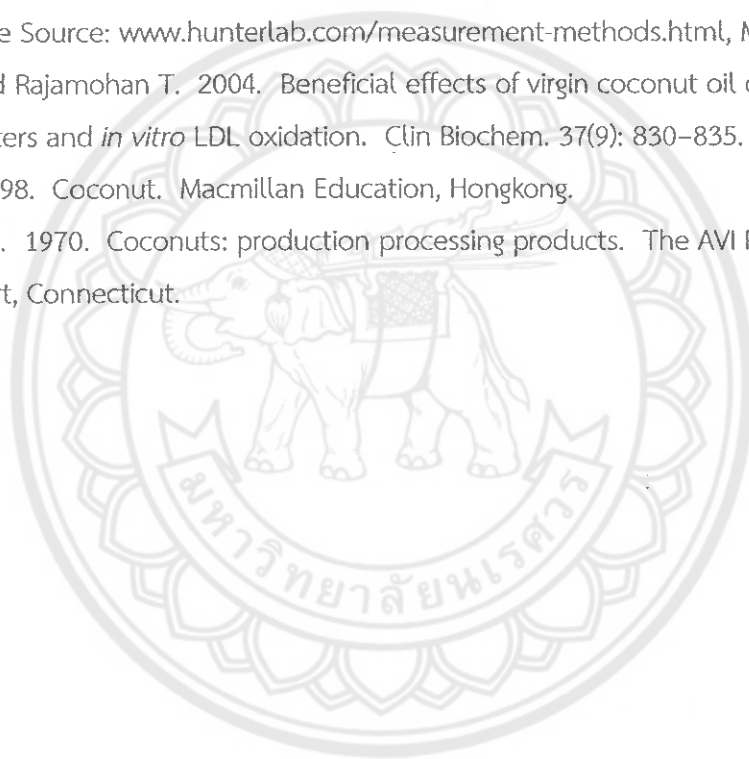 e Source: www.hunterlab.com/measurement-methods.html, M
d Rajamohan T. 2004. Beneficial effects of virgin coconut oil c
ters and in vitro LDL oxidation. Clin Biochem. 37(9): 830–835.
98. Coconut. Macmillan Education, Hongkong.
. 1970. Coconuts: production processing products. The AVI P
t, Connecticut.
มหาวิทยาลัยนเรศวร